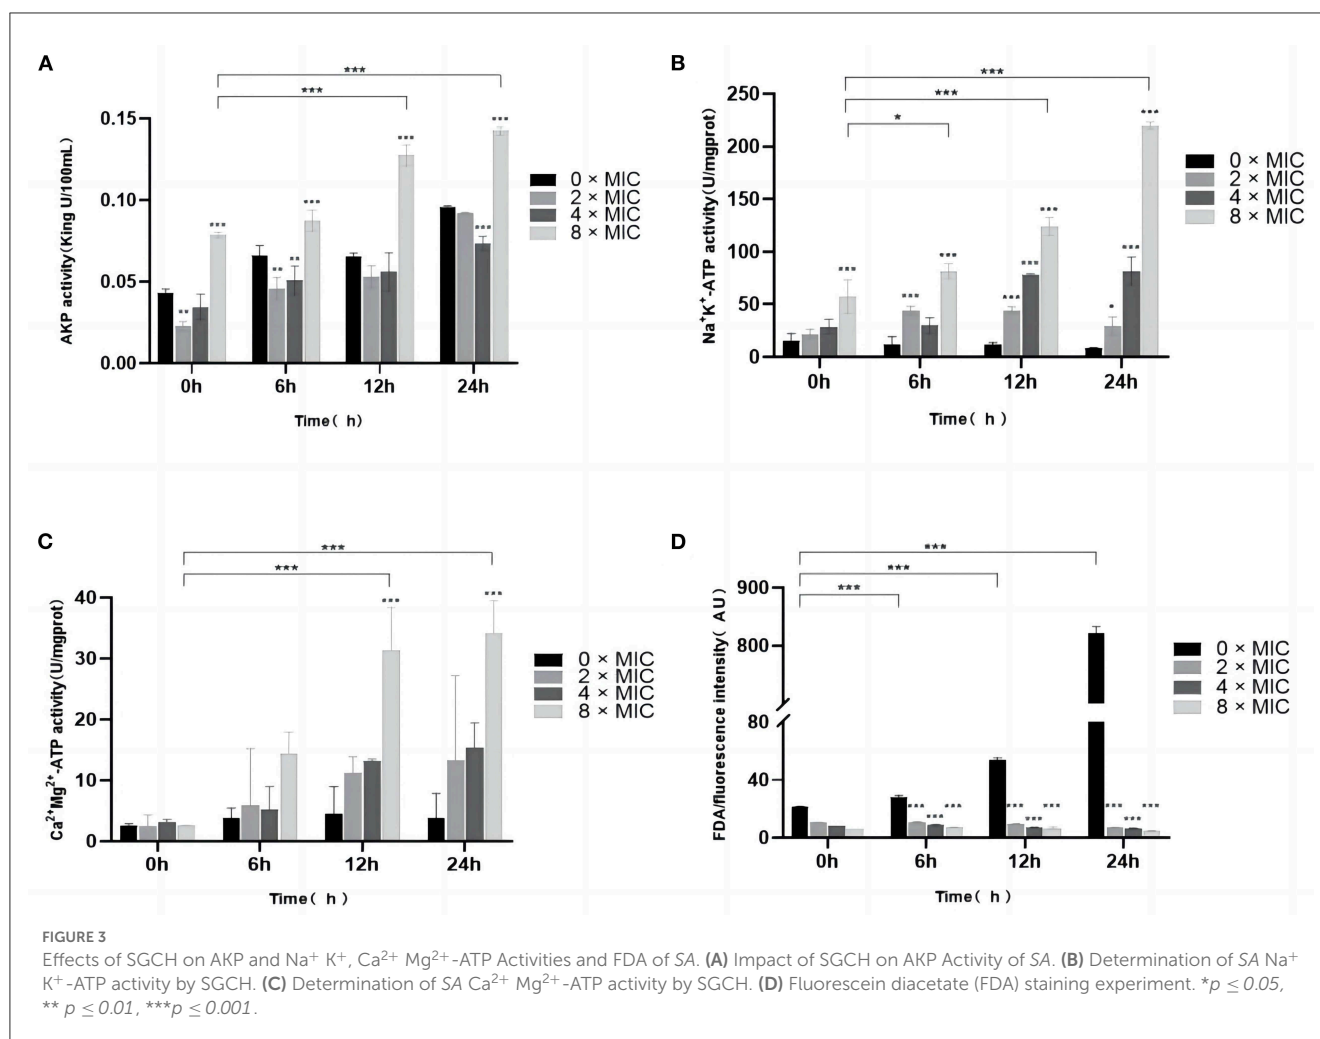 A
***
***
AKP activity(King U/100mL)
0.15
0.10
0.05
0.00
***
***
***
***
**
**
**
***
0h
6h
12h
24h
Time( h)
0 × MIC
2 × MIC
4 × MIC
8 × MIC
B
***
***
*
Na⁺K⁺-ATP activity(U/mgprot)
250
200
150
100
50
0
***
***
***
***
***
***
***
***
*
0h
6h
12h
24h
Time( h )
0 × MIC
2 × MIC
4 × MIC
8 × MIC
C
***
***
Ca²⁺Mg²⁺-ATP activity(U/mgprot)
40
30
20
10
0
***
***
0h
6h
12h
24h
Time( h )
0 × MIC
2 × MIC
4 × MIC
8 × MIC
D
***
***
***
FDA/fluorescence intensity( AU)
900
800
80
40
0
*** *** ***
*** *** ***
*** *** ***
0h
6h
12h
24h
Time( h )
0 × MIC
2 × MIC
4 × MIC
8 × MIC
FIGURE 3
Effects of SGCH on AKP and Na⁺ K⁺, Ca²⁺ Mg²⁺-ATP Activities and FDA of SA. (A) Impact of SGCH on AKP Activity of SA. (B) Determination of SA Na⁺
K⁺-ATP activity by SGCH. (C) Determination of SA Ca²⁺ Mg²⁺-ATP activity by SGCH. (D) Fluorescein diacetate (FDA) staining experiment. *p ≤ 0.05,
** p ≤ 0.01, ***p ≤ 0.001.